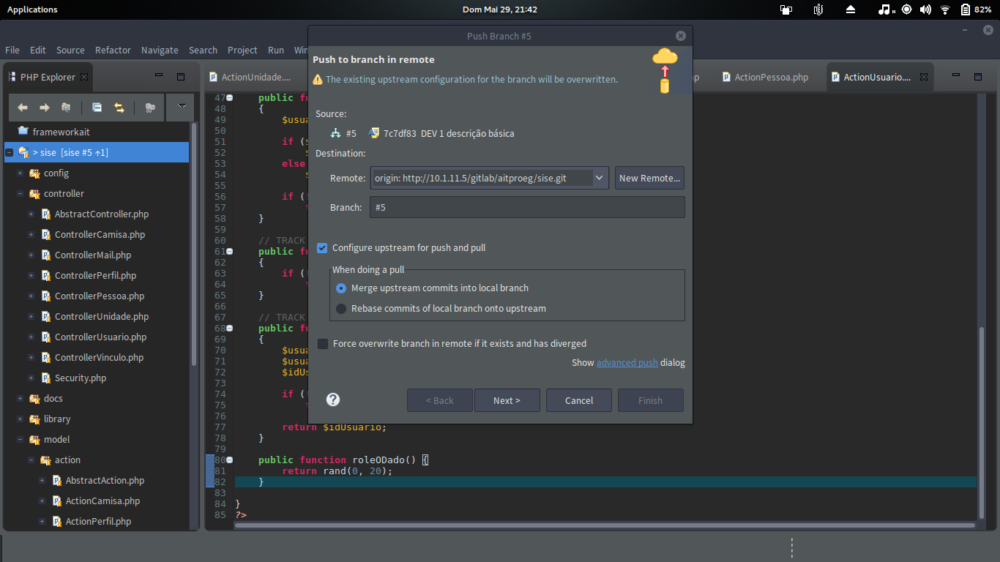 Applications
Dom Mai 29, 21:42
82%
File Edit Source Refactor Navigate Search Project Run
PHP Explorer
frameworkait
> sise [sise #5 ↑1]
config
controller
AbstractController.php
ControllerCamisa.php
ControllerMail.php
ControllerPerfil.php
ControllerPessoa.php
ControllerUnidade.php
ControllerUsuario.php
ControllerVinculo.php
Security.php
docs
library
model
action
AbstractAction.php
ActionCamisa.php
ActionPerfil.php
ActionUnidade....
ActionPessoa.php
ActionUsuario....
47 public
48 {
49
50
51 if (
52
53 else
54
55
56 if (
57
58 }
59
60 // TRACK
61 public
62 {
63 if (
64
65 }
66
67 // TRACK
68 public
69 {
70
71
72
73
74 if (
75
76
77 return $idUsuario;
78 }
79
80 public function roleODado() {
81 return rand(0, 20);
82 }
83
84 }
85 ?>
Push Branch #5
Push to branch in remote
The existing upstream configuration for the branch will be overwritten.
Source:
#5 7c7df83 DEV 1 descrição básica
Destination:
Remote: origin: http://10.1.11.5/gitlab/aitproeg/sise.git New Remote...
Branch: #5
Configure upstream for push and pull
When doing a pull
Merge upstream commits into local branch
Rebase commits of local branch onto upstream
Force overwrite branch in remote if it exists and has diverged
Show advanced push dialog
? < Back Next > Cancel Finish